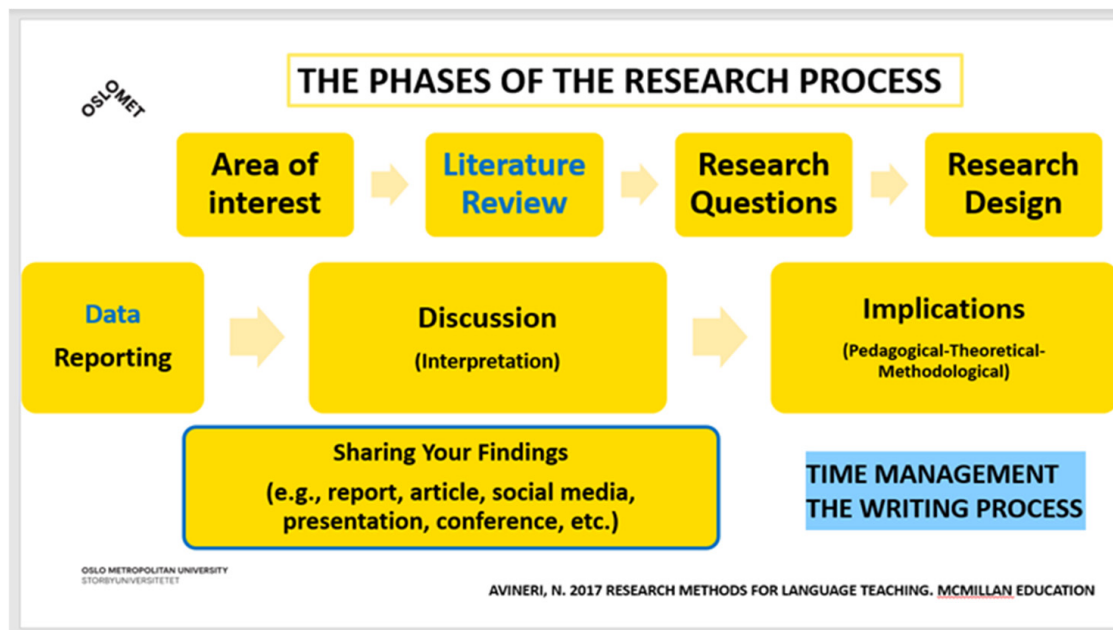 THE PHASES OF THE RESEARCH PROCESS
OSLOMET
Area of
interest
Literature
Review
Research
Questions
Research
Design
Data
Reporting
Discussion
(Interpretation)
Implications
(Pedagogical-Theoretical-
Methodological)
Sharing Your Findings
(e.g., report, article, social media,
presentation, conference, etc.)
TIME MANAGEMENT
THE WRITING PROCESS
OSLO METROPOLITAN UNIVERSITY
STORBYUNIVERSITETET
AVINERI, N. 2017 RESEARCH METHODS FOR LANGUAGE TEACHING. MCMILLAN EDUCATION